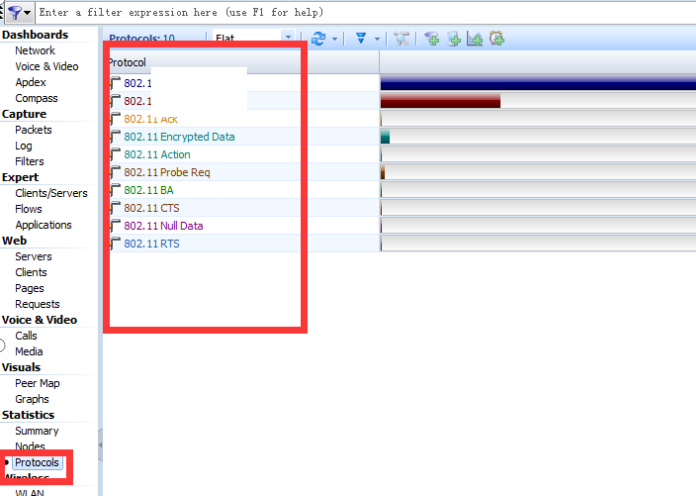 Enter a filter expression here (use F1 for help)
Dashboards
Network
Voice & Video
Apdex
Compass
Capture
Packets
Log
Filters
Expert
Clients/Servers
Flows
Applications
Web
Servers
Clients
Pages
Requests
Voice & Video
Calls
Media
Visuals
Peer Map
Graphs
Statistics
Summary
Nodes
Protocols
Wireless
WLAN
Protocols: 10
Flat
Protocol
802.1
802.1
802.11 Ack
802.11 Encrypted Data
802.11 Action
802.11 Probe Req
802.11 BA
802.11 CTS
802.11 Null Data
802.11 RTS